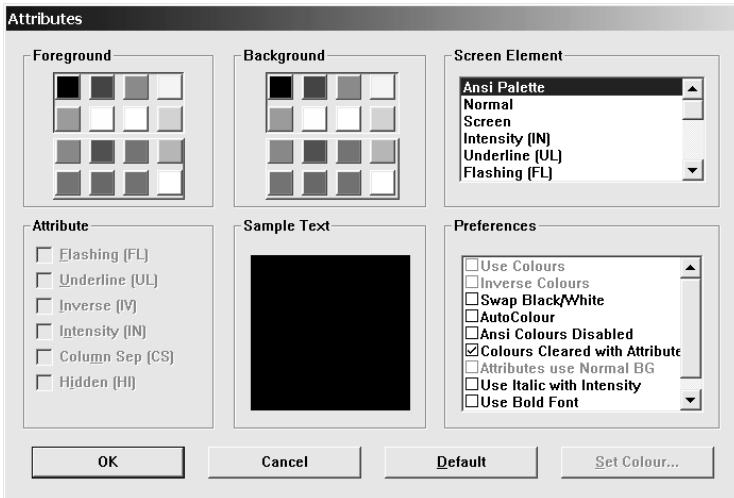 Attributes
Foreground
Background
Screen Element
Ansi Palette
Normal
Screen
Intensity (IN)
Underline (UL)
Flashing (FL)
Attribute
Flashing (FL)
Underline (UL)
Inverse (IV)
Intensity (IN)
Column Sep (CS)
Hidden (HI)
Sample Text
Preferences
Use Colours
Inverse Colours
Swap Black/White
AutoColour
Ansi Colours Disabled
Colours Cleared with Attribute
Attributes use Normal BG
Use Italic with Intensity
Use Bold Font
OK
Cancel
Default
Set Colour...